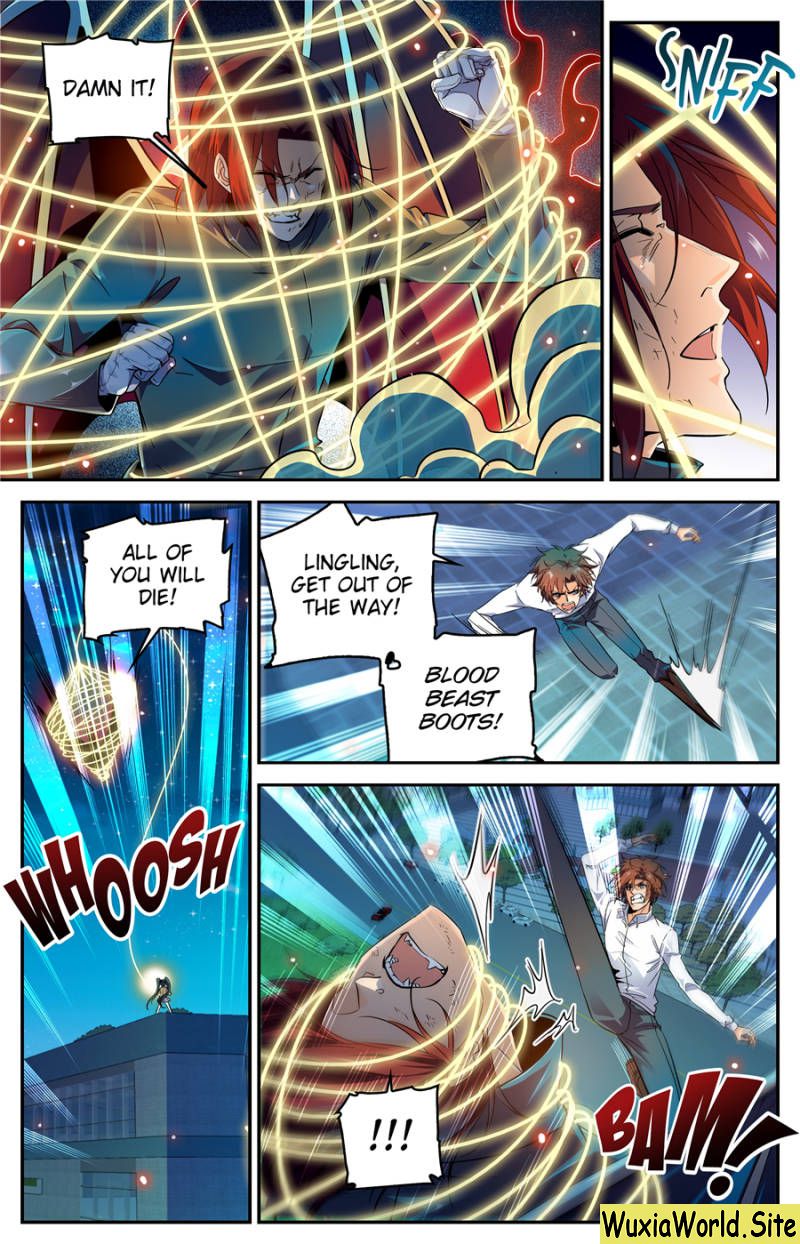 DAMN IT!
SNIFF
ALL OF
YOU WILL
DIE!
WHOOSH
LINGLING,
GET OUT OF
THE WAY!
BLOOD
BEAST
BOOTS!
!!!
BAM!
WuxiaWorld.Site